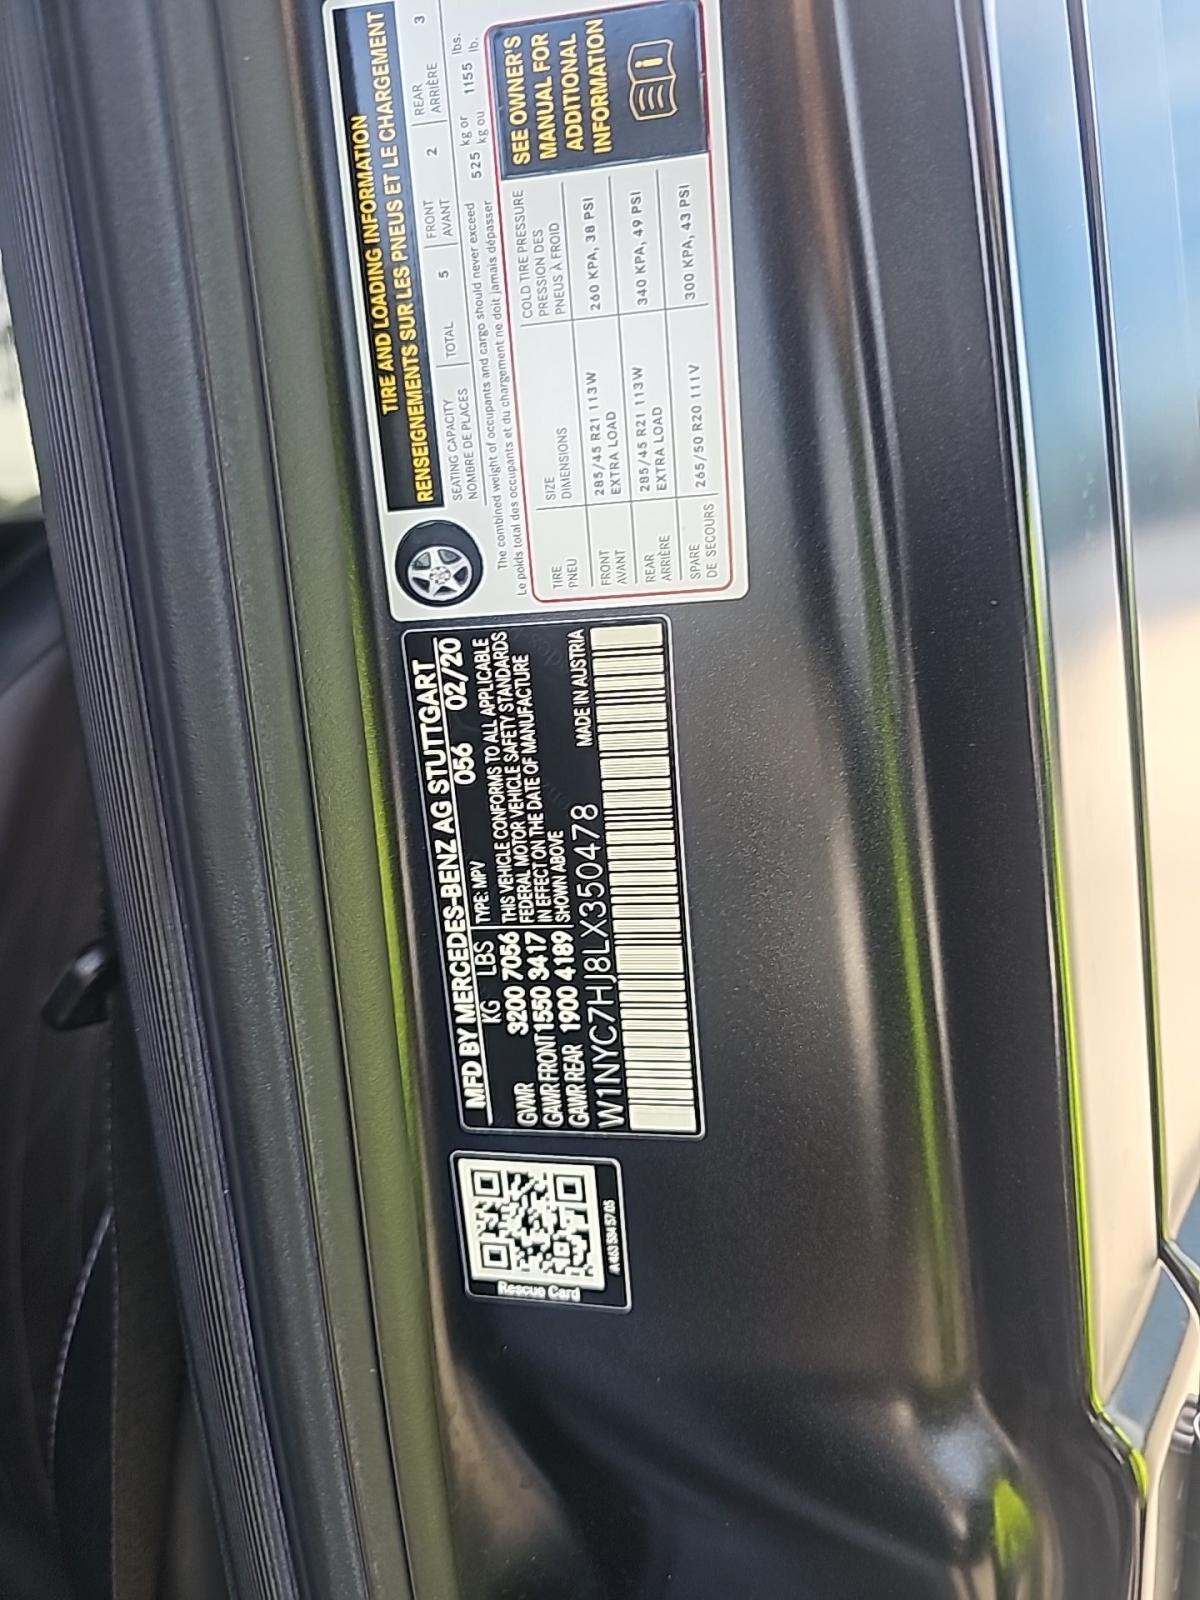 TIRE AND LOADING INFORMATION
RENSEIGNEMENTS SUR LES PNEUS ET LE CHARGEMENT
SEATING CAPACITY
NOMBRE DE PLACES
TOTAL 5
FRONT
AVANT
2
REAR
ARRIÈRE
3
The combined weight of occupants and cargo should never exceed 525 kg or 1155 lbs.
Le poids total des occupants et du chargement ne doit jamais dépasser kg ou lb.
TIRE
PNEU
SIZE
DIMENSIONS
COLD TIRE PRESSURE
PRESSION DES
PNEUS À FROID
FRONT
AVANT
285/45 R21 113W
EXTRA LOAD
260 KPA, 38 PSI
REAR
ARRIÈRE
285/45 R21 113W
EXTRA LOAD
340 KPA, 49 PSI
SPARE
DE SECOURS
265/50 R20 111V
300 KPA, 43 PSI
SEE OWNER'S
MANUAL FOR
ADDITIONAL
INFORMATION
MFD BY MERCEDES-BENZ AG STUTTGART
056 02/20
KG LBS
GVWR 3200 7056
GAWR FRONT 1550 3417
GAWR REAR 1900 4189
TYPE: MPV
THIS VEHICLE CONFORMS TO ALL APPLICABLE
FEDERAL MOTOR VEHICLE SAFETY STANDARDS
IN EFFECT ON THE DATE OF MANUFACTURE
SHOWN ABOVE
MADE IN AUSTRIA
W1NYC7HJ8LX350478
Rescue Card
A 463 584 57 03